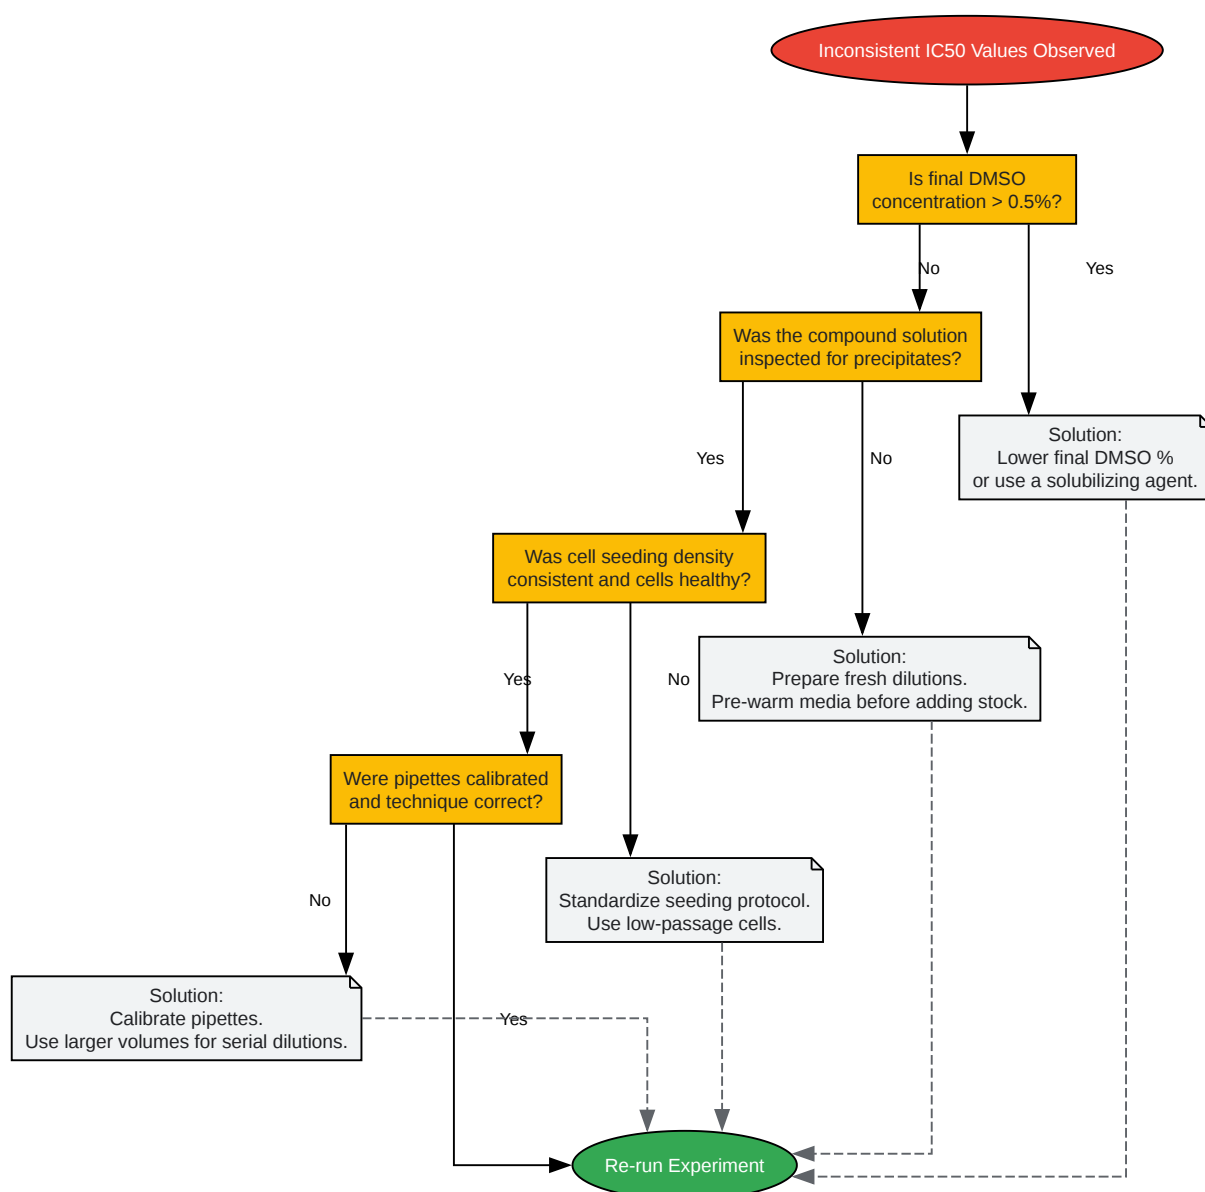 Inconsistent IC50 Values Observed
Is final DMSO
concentration > 0.5%?
No
Yes
Was the compound solution
inspected for precipitates?
Solution:
Lower final DMSO %
or use a solubilizing agent.
Yes
No
Was cell seeding density
consistent and cells healthy?
Solution:
Prepare fresh dilutions.
Pre-warm media before adding stock.
Yes
No
Were pipettes calibrated
and technique correct?
Solution:
Standardize seeding protocol.
Use low-passage cells.
No
Solution:
Calibrate pipettes.
Use larger volumes for serial dilutions.
Yes
Re-run Experiment